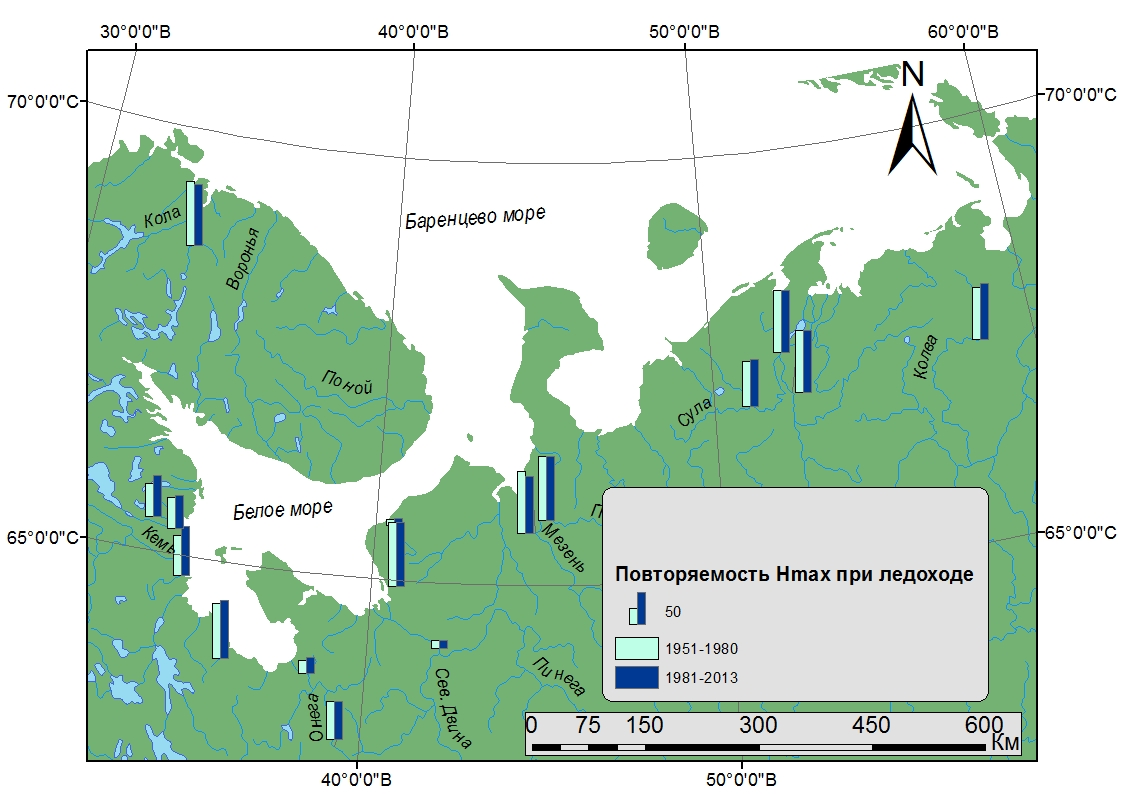 30°0'0"В
40°0'0"В
50°0'0"В
60°0'0"В
70°0'0"С
70°0'0"С
N
Баренцево море
Кола
Воронья
Поной
Колва
Сула
Белое море
Кемь
Мезень
П
65°0'0"С
65°0'0"С
Повторяемость Hmax при ледоходе
50
1951-1980
1981-2013
Пинега
Сев. Двина
Онега
0 75 150 300 450 600
Км
40°0'0"В
50°0'0"В